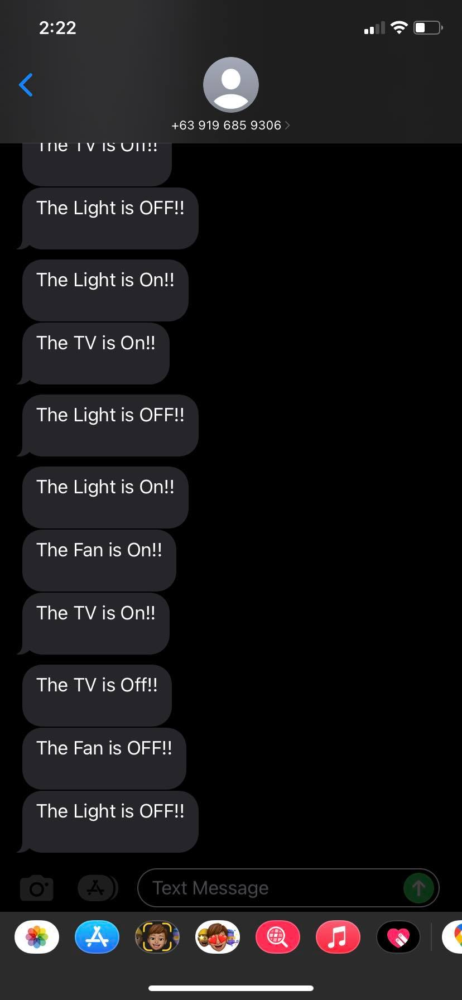 2:22
+63 919 685 9306
The TV is Off!!
The Light is OFF!!
The Light is On!!
The TV is On!!
The Light is OFF!!
The Light is On!!
The Fan is On!!
The TV is On!!
The TV is Off!!
The Fan is OFF!!
The Light is OFF!!
Text Message